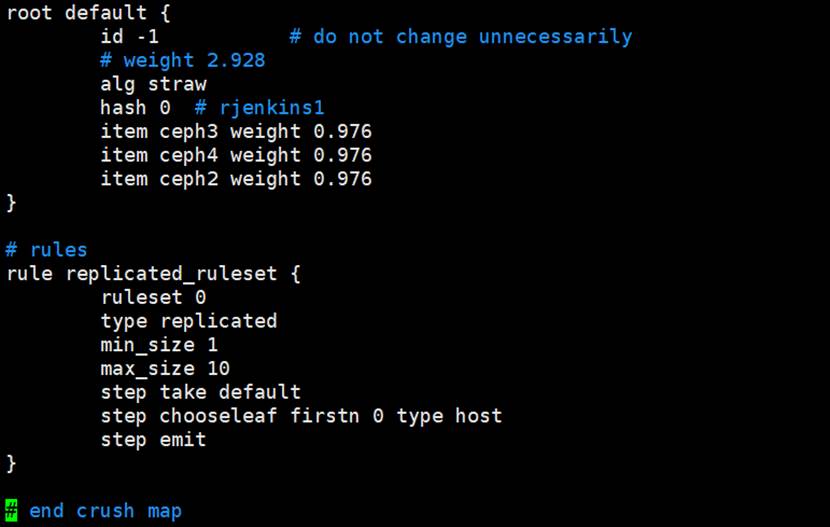 root default {
        id -1           # do not change unnecessarily
        # weight 2.928
        alg straw
        hash 0  # rjenkins1
        item ceph3 weight 0.976
        item ceph4 weight 0.976
        item ceph2 weight 0.976
}

# rules
rule replicated_ruleset {
        ruleset 0
        type replicated
        min_size 1
        max_size 10
        step take default
        step chooseleaf firstn 0 type host
        step emit
}

# end crush map